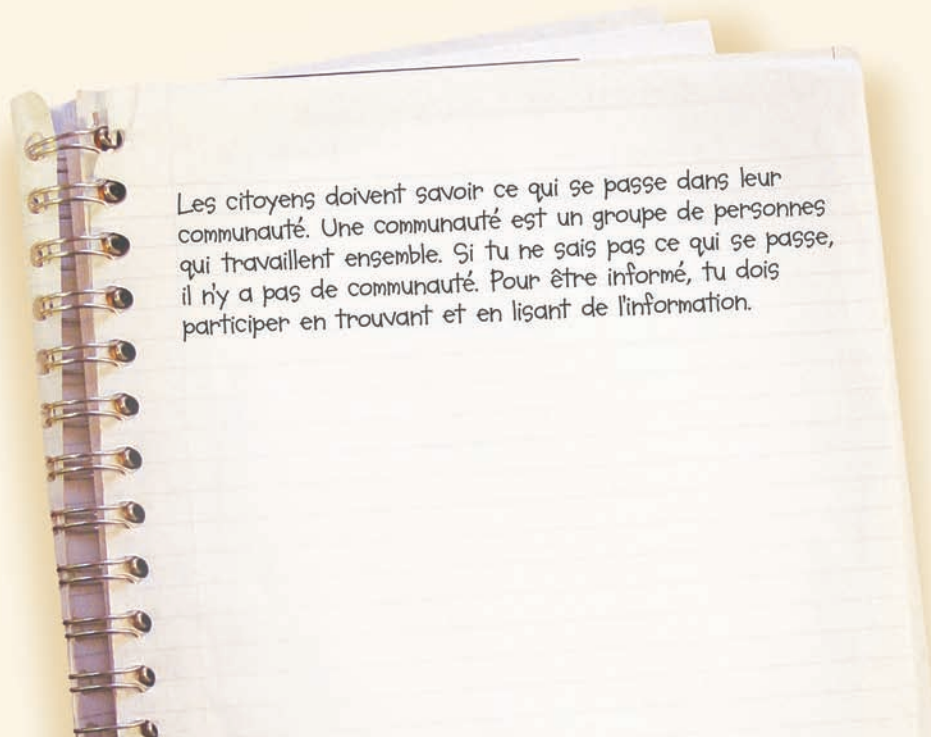 Les citoyens doivent savoir ce qui se passe dans leur
communauté. Une communauté est un groupe de personnes
qui travaillent ensemble. Si tu ne sais pas ce qui se passe,
il n'y a pas de communauté. Pour être informé, tu dois
participer en trouvant et en lisant de l'information.